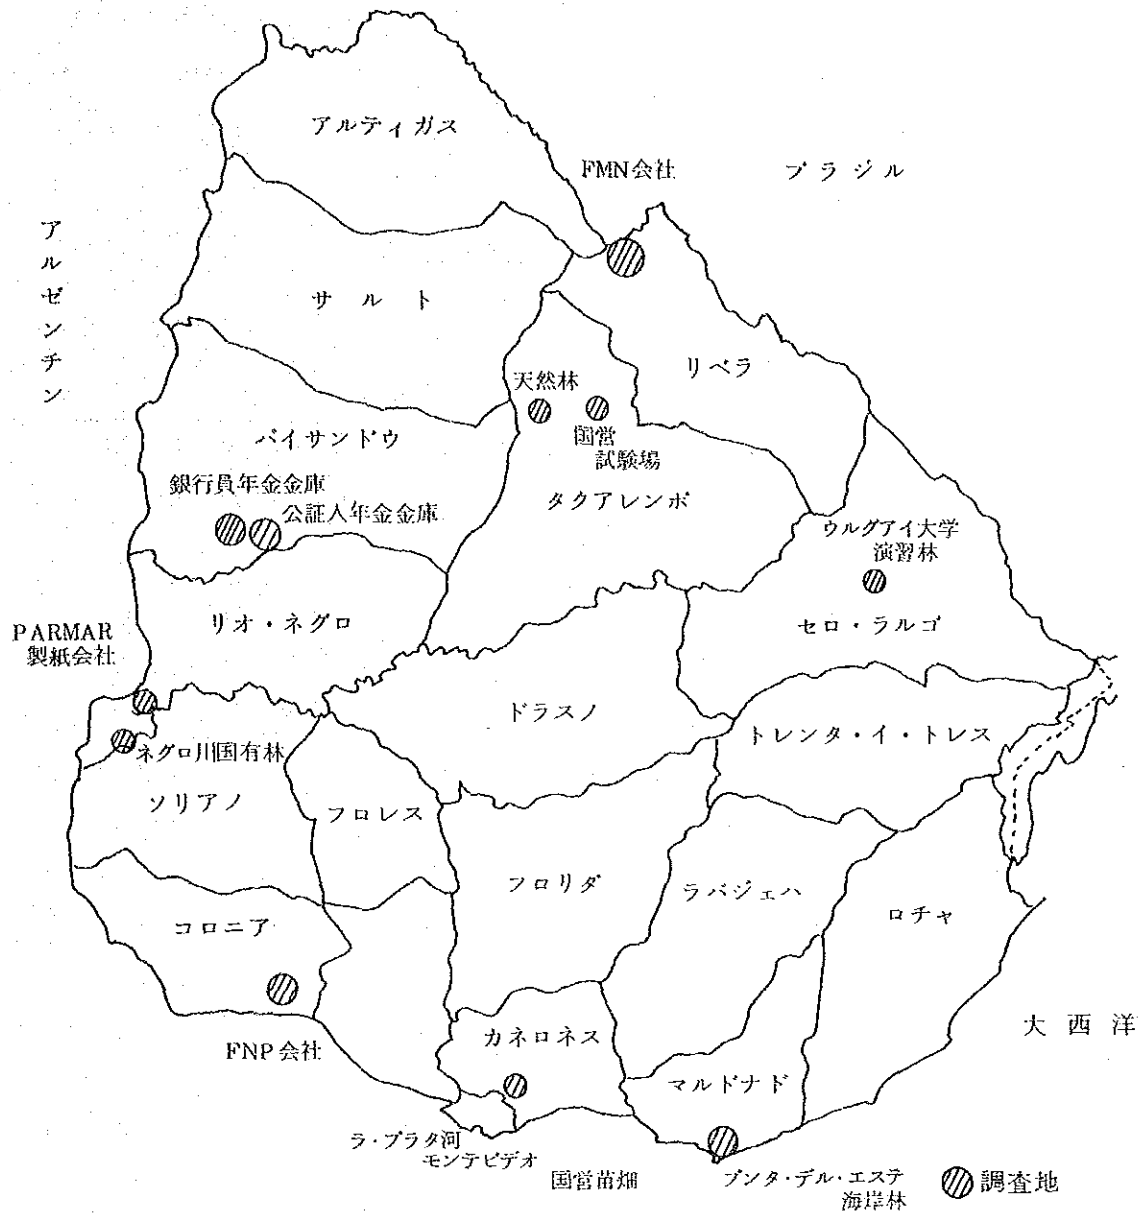 アルティガス
FMN会社
ブラジル
アルゼンチン
サルト
リベラ
天然林
国営
試験場
パイサンドウ
タクアレンボ
銀行員年金金庫
公証人年金金庫
ウルグアイ大学
演習林
リオ・ネグロ
セロ・ラルゴ
PARMAR
製紙会社
ドラスノ
トレンタ・イ・トレス
ネグロ川国有林
ソリアノ
フロレス
フロリダ
ラバジェハ
ロチャ
コロニア
大西洋
カネロネス
FNP会社
マルドナド
ラ・プラタ河
モンテビデオ
国営苗畑
プンタ・デル・エステ
海岸林
調査地